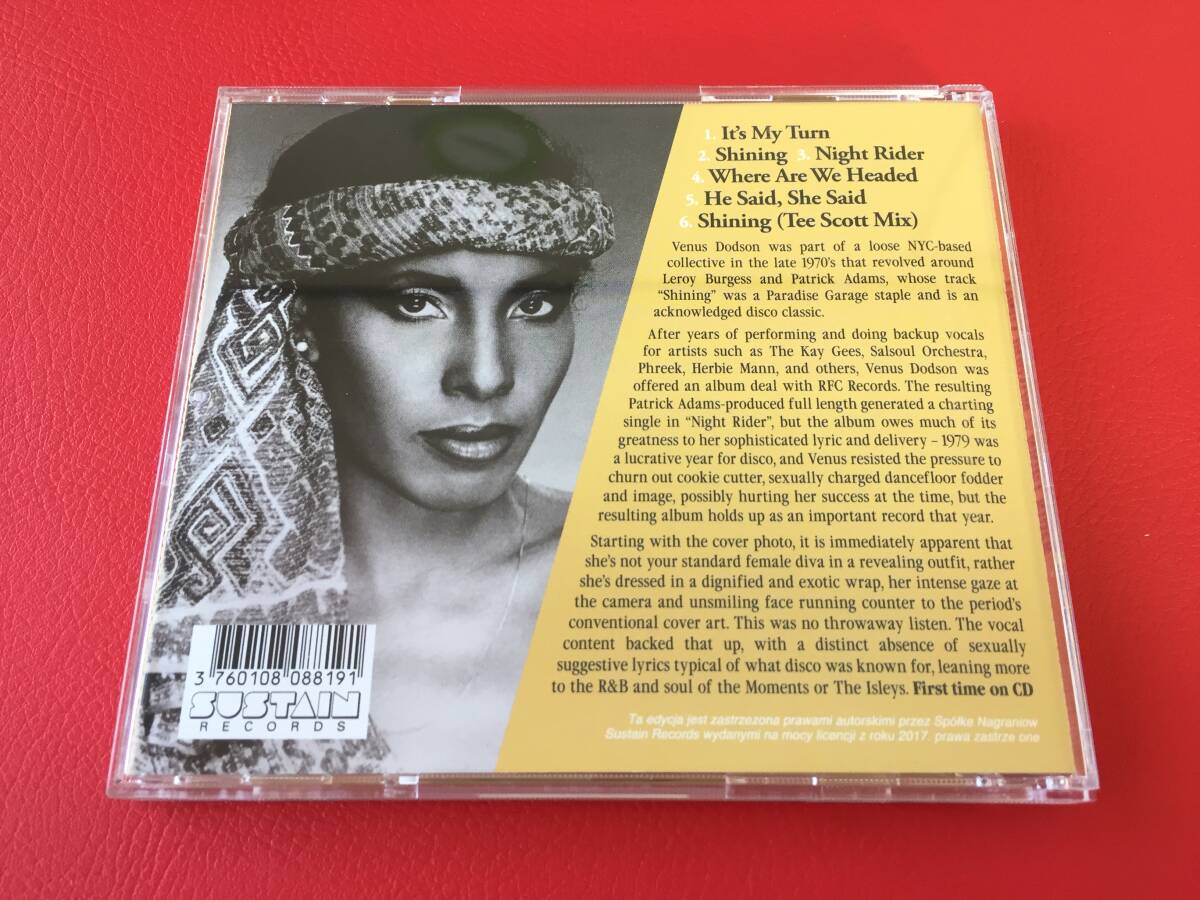 1. It's My Turn
2. Shining 3. Night Rider
4. Where Are We Headed
5. He Said, She Said
6. Shining (Tee Scott Mix)
Venus Dodson was part of a loose NYC-based
collective in the late 1970's that revolved around
Leroy Burgess and Patrick Adams, whose track
“Shining” was a Paradise Garage staple and is an
acknowledged disco classic.
After years of performing and doing backup vocals
for artists such as The Kay Gees, Salsoul Orchestra,
Phreek, Herbie Mann, and others, Venus Dodson was
offered an album deal with RFC Records. The resulting
Patrick Adams-produced full length generated a charting
single in “Night Rider”, but the album owes much of its
greatness to her sophisticated lyric and delivery – 1979 was
a lucrative year for disco, and Venus resisted the pressure to
churn out cookie cutter, sexually charged dancefloor fodder
and image, possibly hurting her success at the time, but the
resulting album holds up as an important record that year.
Starting with the cover photo, it is immediately apparent that
she's not your standard female diva in a revealing outfit, rather
she's dressed in a dignified and exotic wrap, her intense gaze at
the camera and unsmiling face running counter to the period's
conventional cover art. This was no throwaway listen. The vocal
content backed that up, with a distinct absence of sexually
suggestive lyrics typical of what disco was known for, leaning more
to the R&B and soul of the Moments or The Isleys. First time on CD
3 760108 088191
SUSTAIN
RECORDS
Ta edycja jest zastrzezona prawami autorskimi przez Spólke Nagraniow
Sustain Records wydanymi na mocy licencji z roku 2017. prawa zastrze one